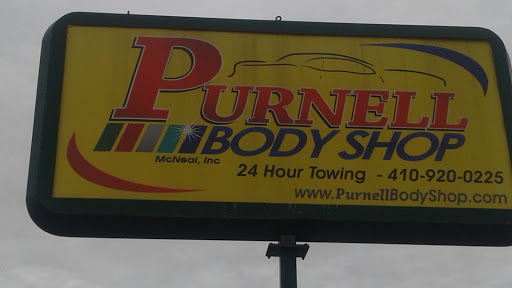 PURNELL
BODY SHOP
McNeal, Inc
24 Hour Towing - 410-920-0225
www.PurnellBodyShop.com